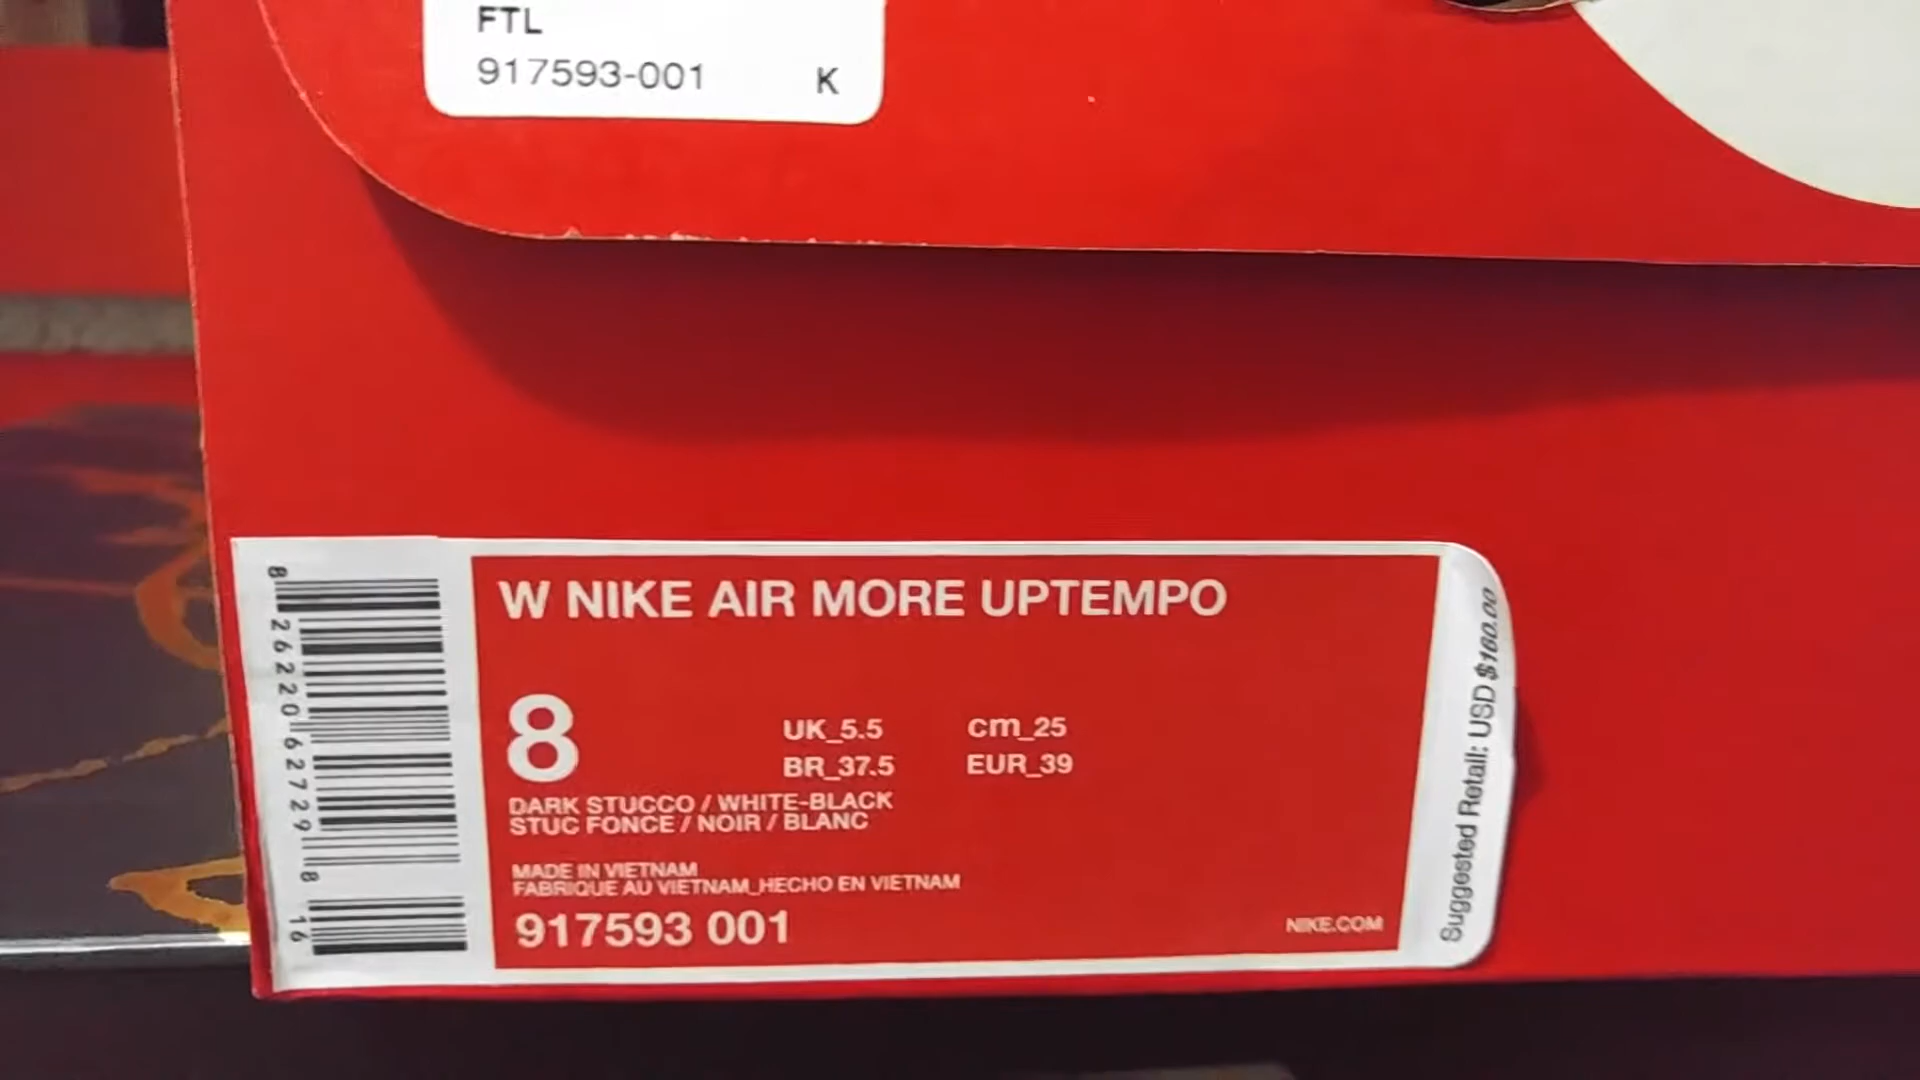 FTL
917593-001 K
W NIKE AIR MORE UPTEMPO
8
UK_5.5 cm_25
BR_37.5 EUR_39
DARK STUCCO / WHITE-BLACK
STUC FONCE / NOIR / BLANC
MADE IN VIETNAM
FABRIQUE AU VIETNAM_HECHO EN VIETNAM
917593 001
NIKE.COM
8 26220 62729 8 16
Suggested Retail: USD $160.00